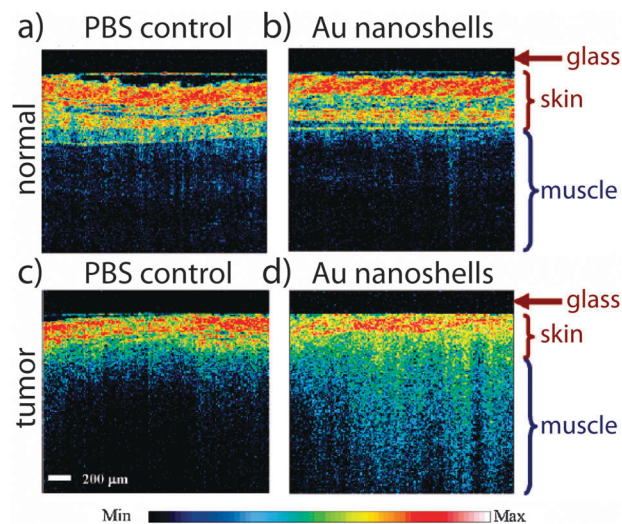 a) PBS control
b) Au nanoshells
normal
glass
skin
muscle
c) PBS control
d) Au nanoshells
tumor
glass
skin
muscle
200 μm
Min
Max